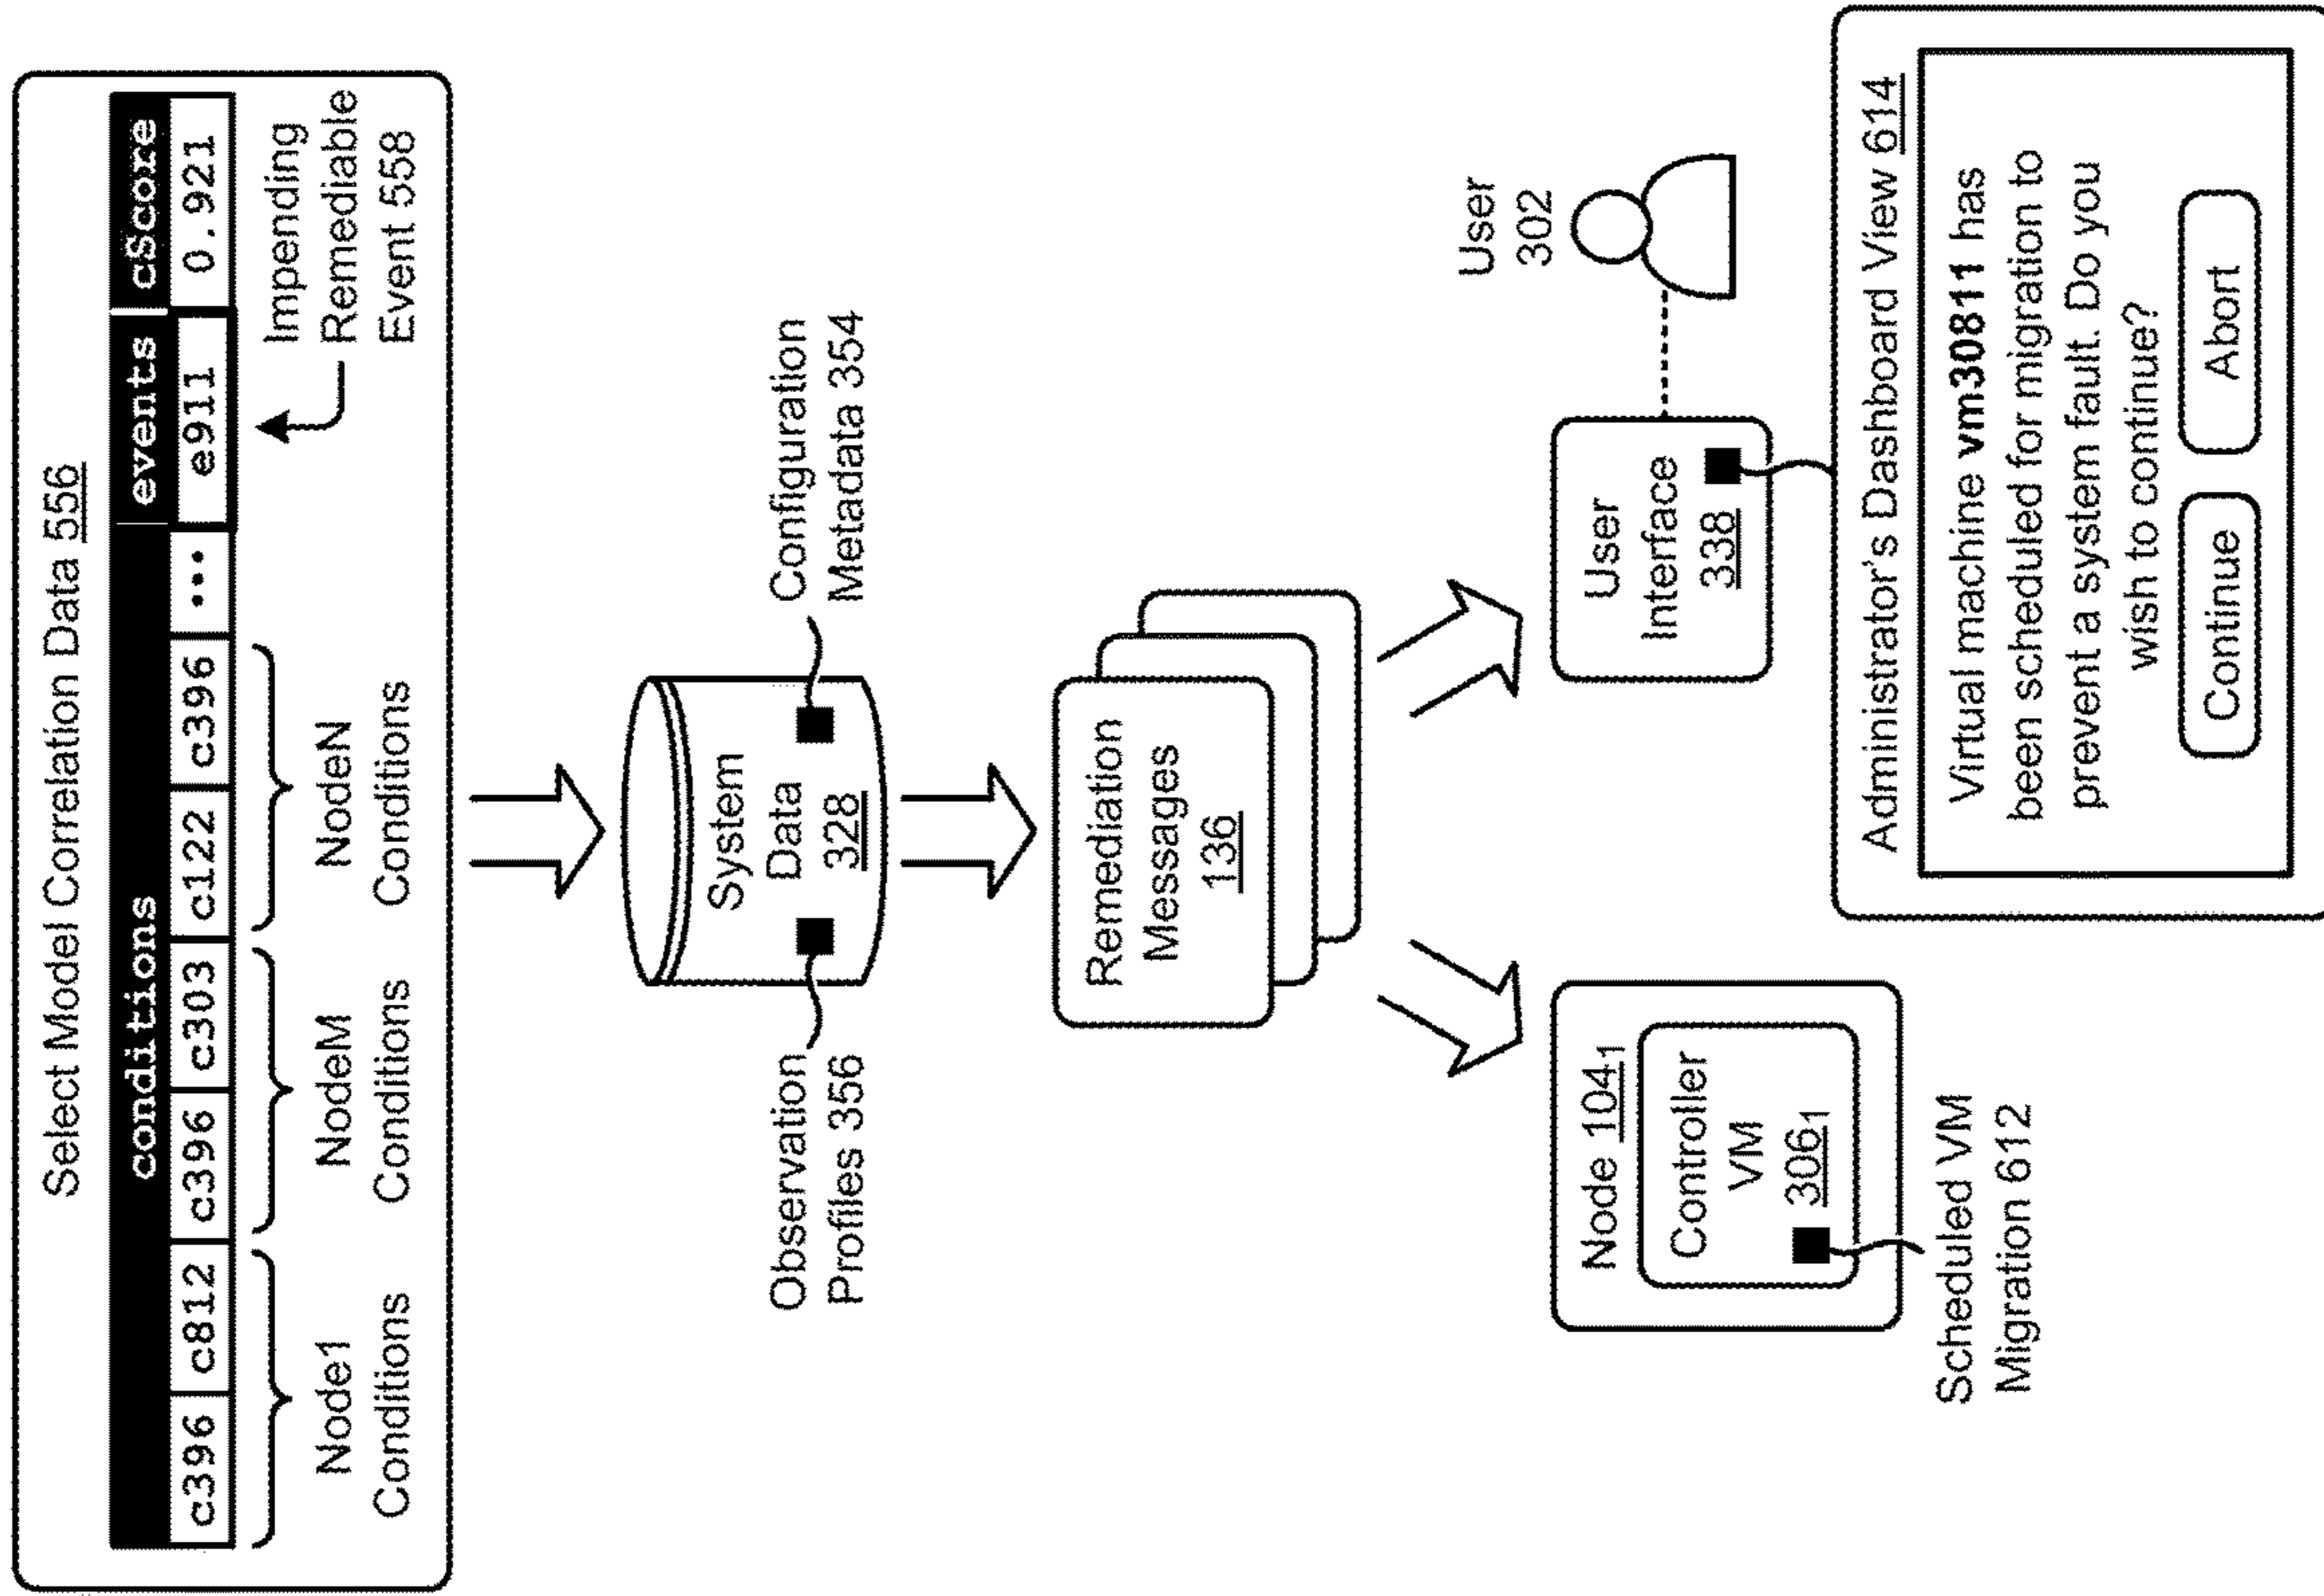 Select Model Correlation Data 556
conditions events cScore
c396 c812 c396 c303 c122 c396 ... e911 0.921
Node1
Conditions
NodeM
Conditions
NodeN
Conditions
Impending
Remediable
Event 558
Observation
Profiles 356
System
Data
328
Configuration
Metadata 354
Remediation
Messages
136
Node 104₁
Controller
VM
306₁
Scheduled VM
Migration 612
User
Interface
338
User
302
Administrator's Dashboard View 614
Virtual machine vm30811 has
been scheduled for migration to
prevent a system fault. Do you
wish to continue?
Continue Abort